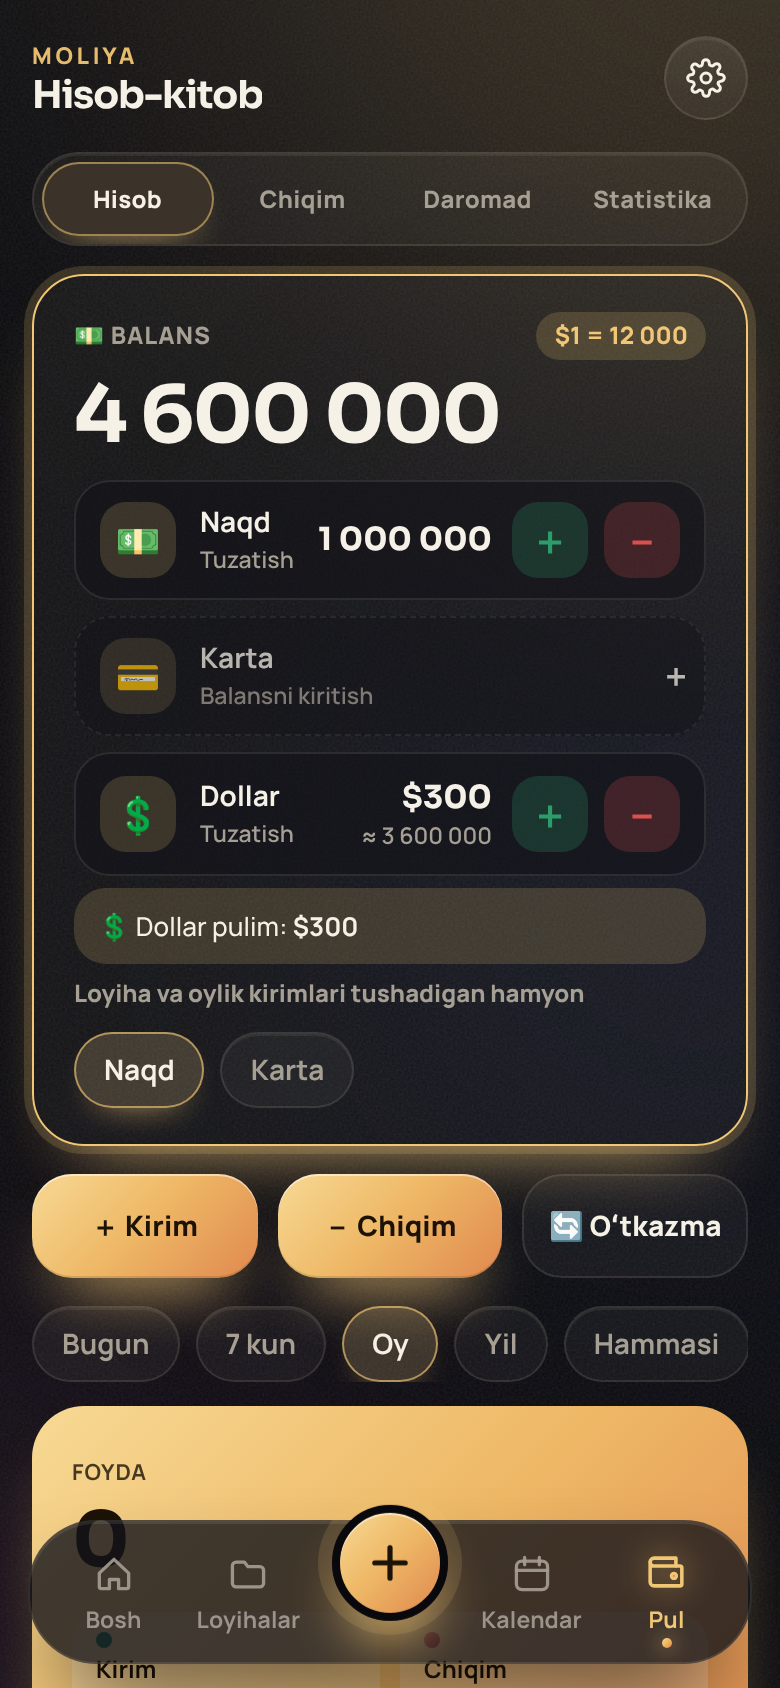 MOLIYA
Hisob-kitob
Hisob Chiqim Daromad Statistika
BALANS $1 = 12 000
4 600 000
Naqd 1 000 000 + −
Tuzatish
Karta +
Balansni kiritish
Dollar $300 + −
Tuzatish ≈ 3 600 000
Dollar pulim: $300
Loyiha va oylik kirimlari tushadigan hamyon
Naqd Karta
+ Kirim − Chiqim Oʻtkazma
Bugun 7 kun Oy Yil Hammasi
FOYDA
0
+
Bosh Loyihalar Kalendar Pul
Kirim Chiqim